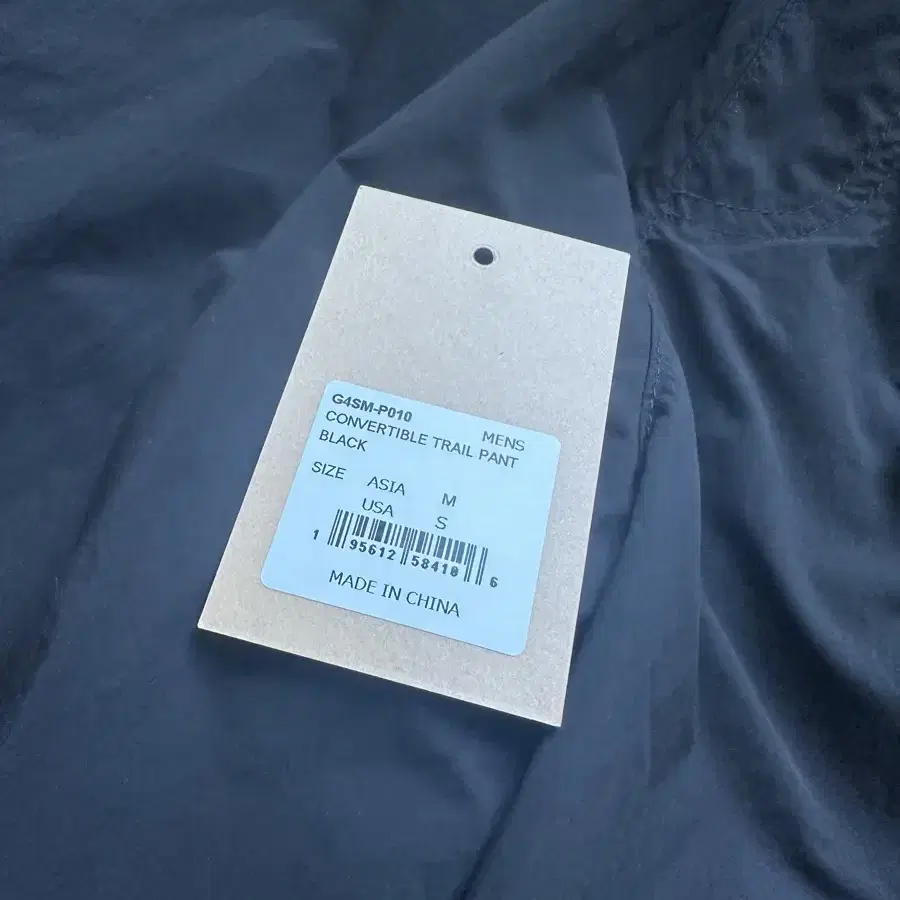 G4SM-P010 MENS
CONVERTIBLE TRAIL PANT
BLACK
SIZE ASIA M
USA S
1 95612 58410 6
MADE IN CHINA